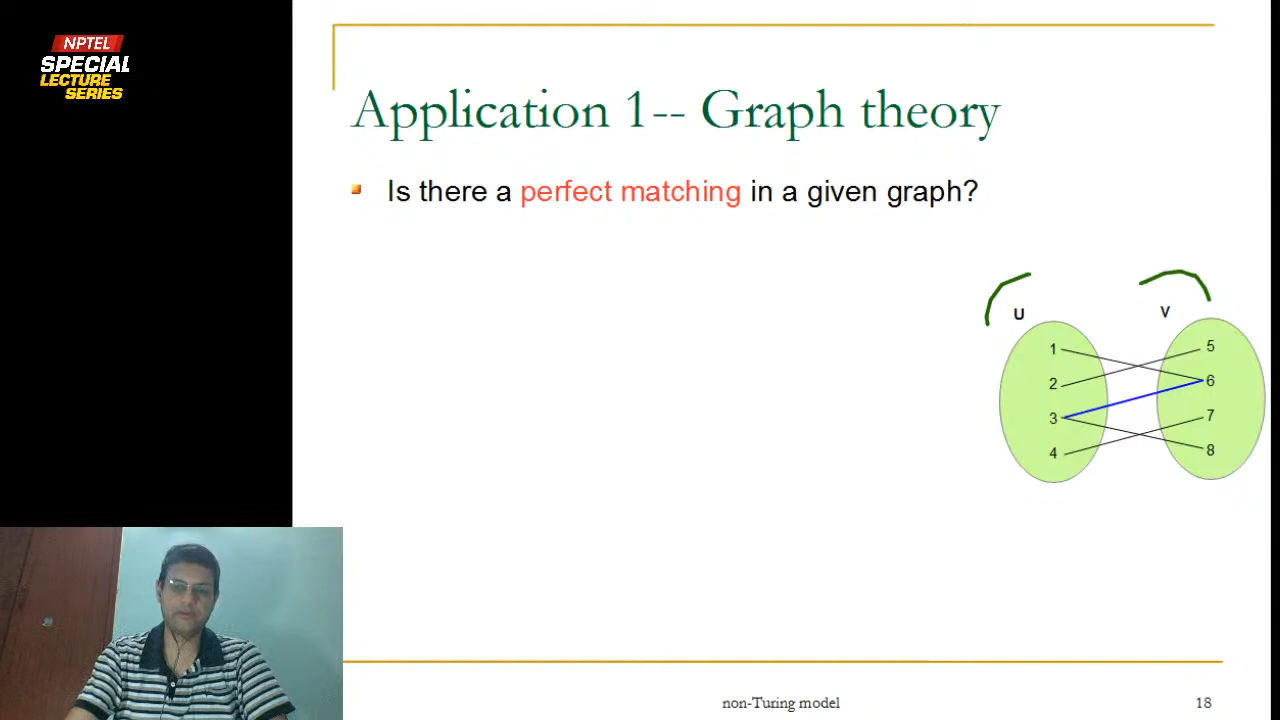 NPTEL
SPECIAL
LECTURE
SERIES
Application 1-- Graph theory
Is there a perfect matching in a given graph?
U V
1 5
2 6
3 7
4 8
non-Turing model 18